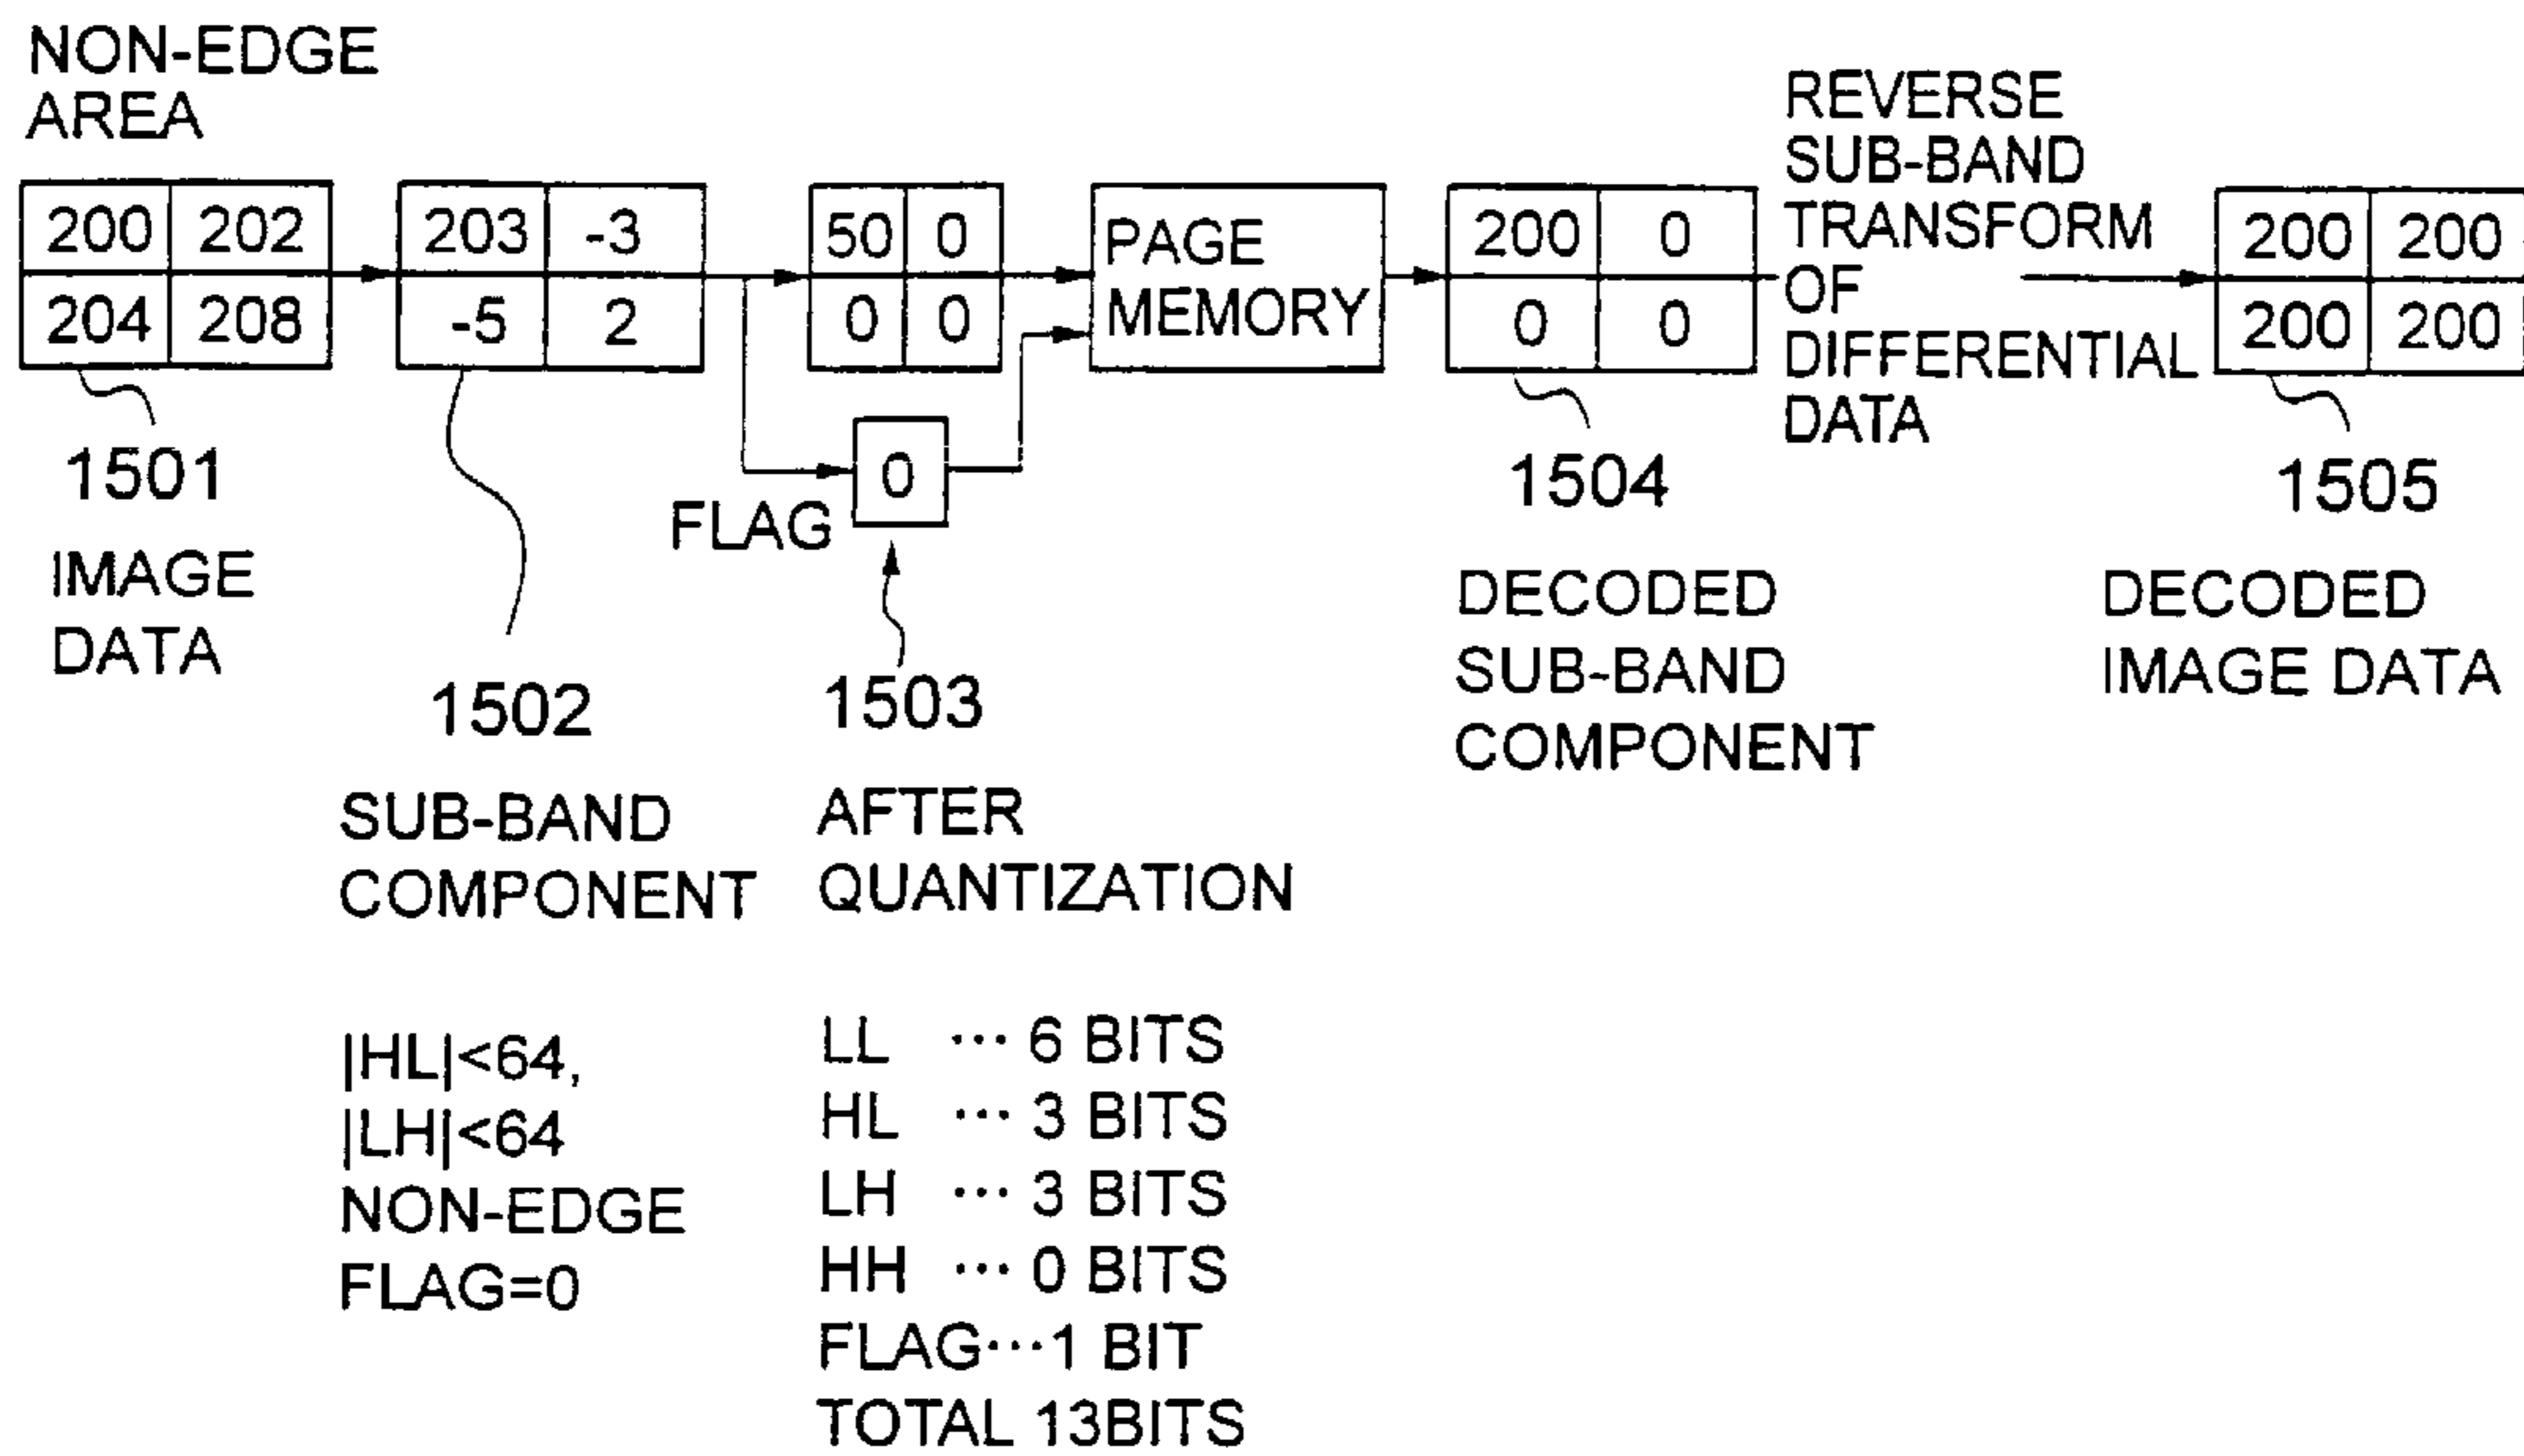 NON-EDGE
AREA
200 202
204 208
1501
IMAGE
DATA
203 -3
-5 2
1502
SUB-BAND
COMPONENT
|HL|<64,
|LH|<64
NON-EDGE
FLAG=0
50 0
0 0
FLAG
0
1503
AFTER
QUANTIZATION
LL ··· 6 BITS
HL ··· 3 BITS
LH ··· 3 BITS
HH ··· 0 BITS
FLAG···1 BIT
TOTAL 13BITS
PAGE
MEMORY
200 0
0 0
1504
DECODED
SUB-BAND
COMPONENT
REVERSE
SUB-BAND
TRANSFORM
OF
DIFFERENTIAL
DATA
200 200
200 200
1505
DECODED
IMAGE DATA